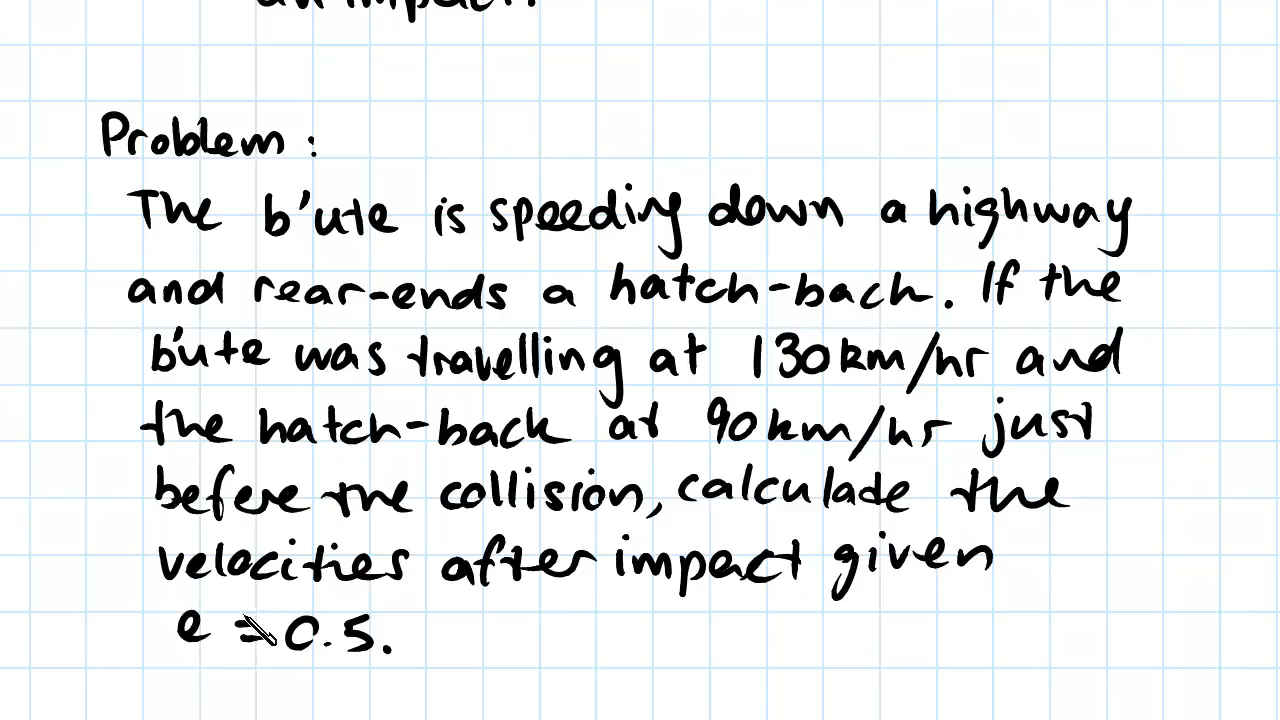 an impact.
Problem :
The b'ute is speeding down a highway
and rear-ends a hatch-bach. If the
b'ute was travelling at 130km/hr and
the hatch-back at 90km/hr just
befere the collision, calculade the
velocities after impact given
e = 0.5.